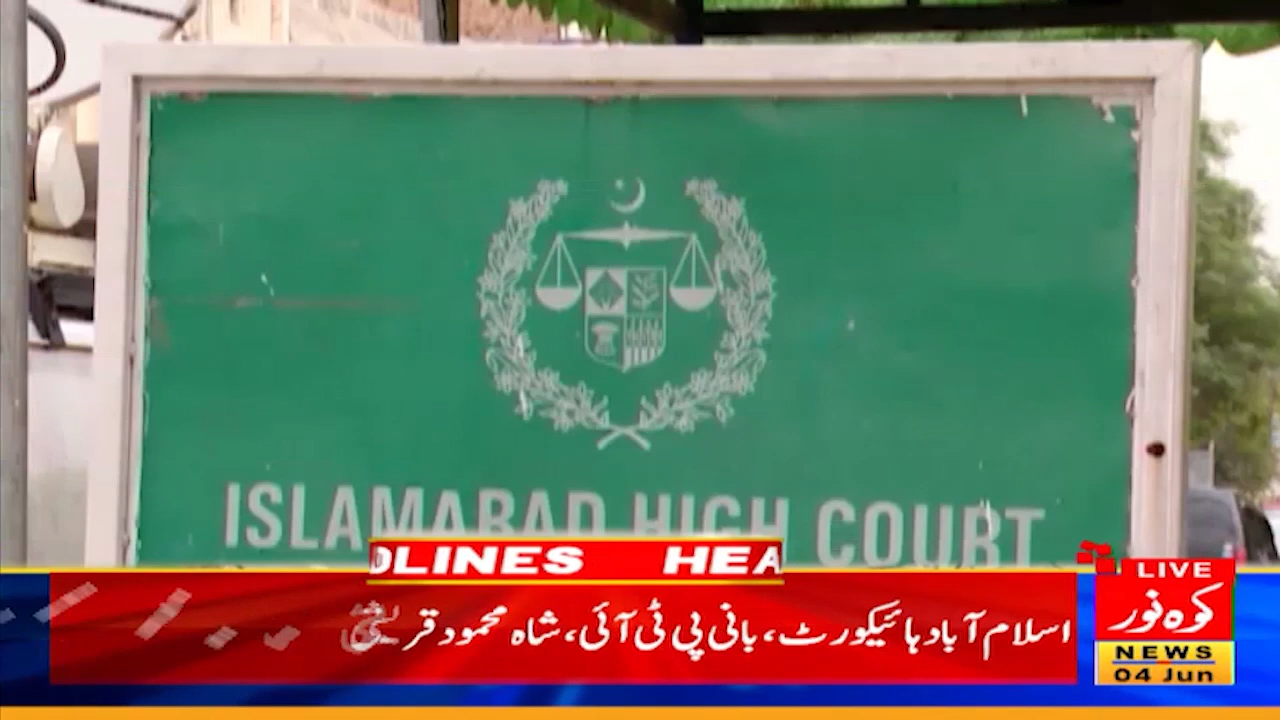 ISLAMABAD HIGH COURT
DLINES HEA
اسلام آباد ہائیکورٹ، بانی پی ٹی آئی، شاہ محمود قریشی
LIVE
کوہ نور
NEWS
04 Jun